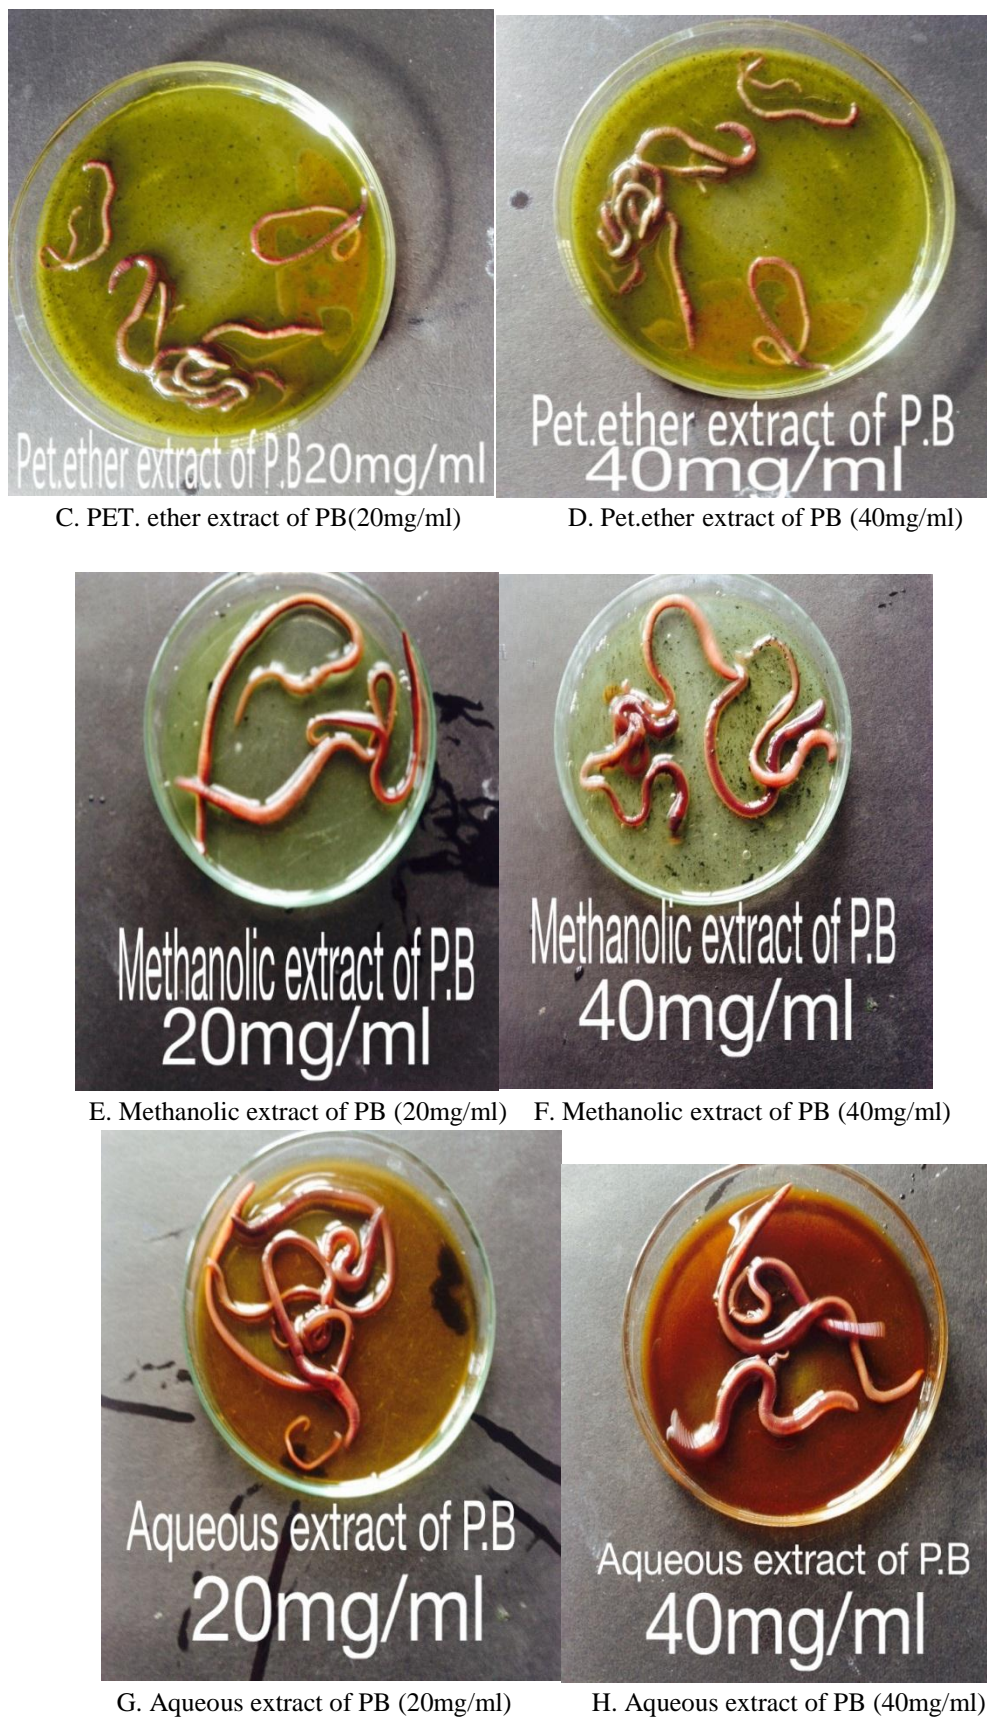 Pet.ether extract of P.B20mg/ml
Pet.ether extract of P.B
40mg/ml
C. PET. ether extract of PB(20mg/ml)
D. Pet.ether extract of PB (40mg/ml)
Methanolic extract of P.B
20mg/ml
Methanolic extract of P.B
40mg/ml
E. Methanolic extract of PB (20mg/ml)
F. Methanolic extract of PB (40mg/ml)
Aqueous extract of P.B
20mg/ml
Aqueous extract of P.B
40mg/ml
G. Aqueous extract of PB (20mg/ml)
H. Aqueous extract of PB (40mg/ml)